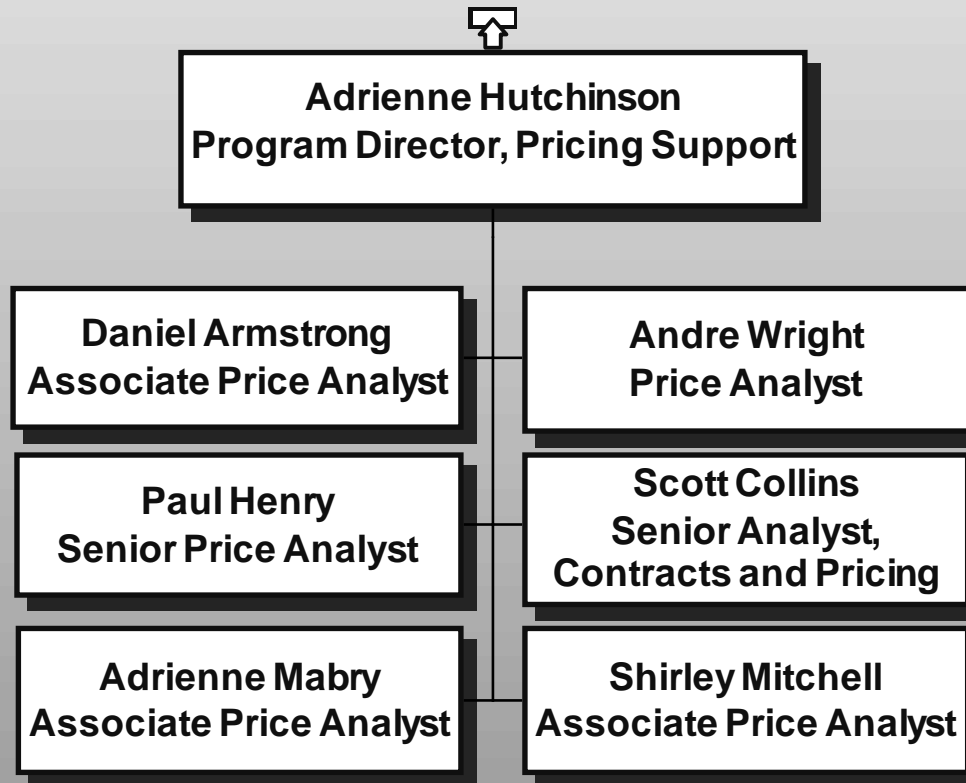 Adrienne Hutchinson
Program Director, Pricing Support
Daniel Armstrong
Associate Price Analyst
Andre Wright
Price Analyst
Paul Henry
Senior Price Analyst
Scott Collins
Senior Analyst,
Contracts and Pricing
Adrienne Mabry
Associate Price Analyst
Shirley Mitchell
Associate Price Analyst